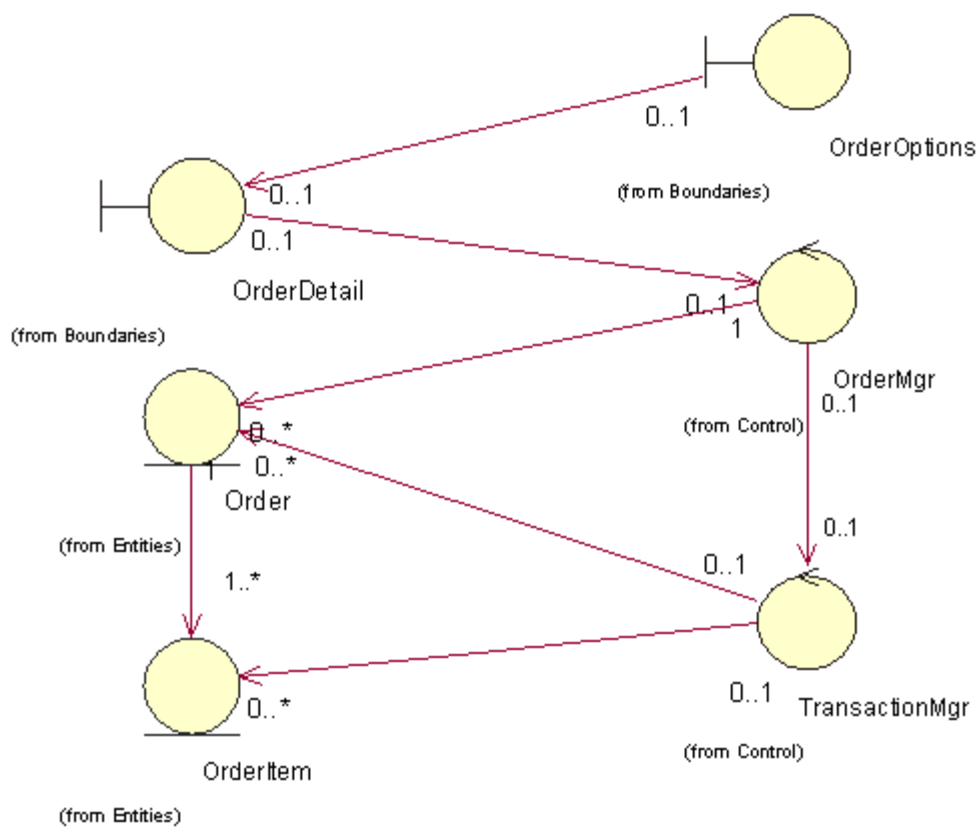 0..1
OrderOptions
(from Boundaries)
0..1
0..1
OrderDetail
(from Boundaries)
0..1
1
OrderMgr
0..1
(from Control)
0..*
0..*
1
Order
(from Entities)
0..1
0..1
1..*
0..1
TransactionMgr
(from Control)
0..*
OrderItem
(from Entities)